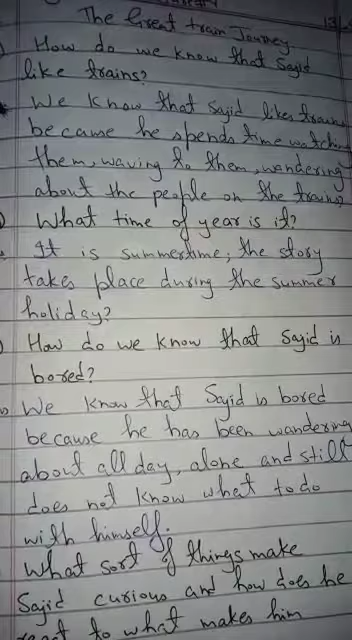 The Great train Journey
How do we know that Sajid
like trains?
We know that Sajid likes trains
because he spends time watching
them, waving to them, wandering
about the people on the trains
What time of year is it?
It is summertime, the story
takes place during the summer
holiday?
How do we know that Sajid is
bored?
We know that Sajid is bored
because he has been wandering
about all day, alone and still
does not know what to do
with himself.
What sort of things make
Sajid curious and how does he
react to what makes him